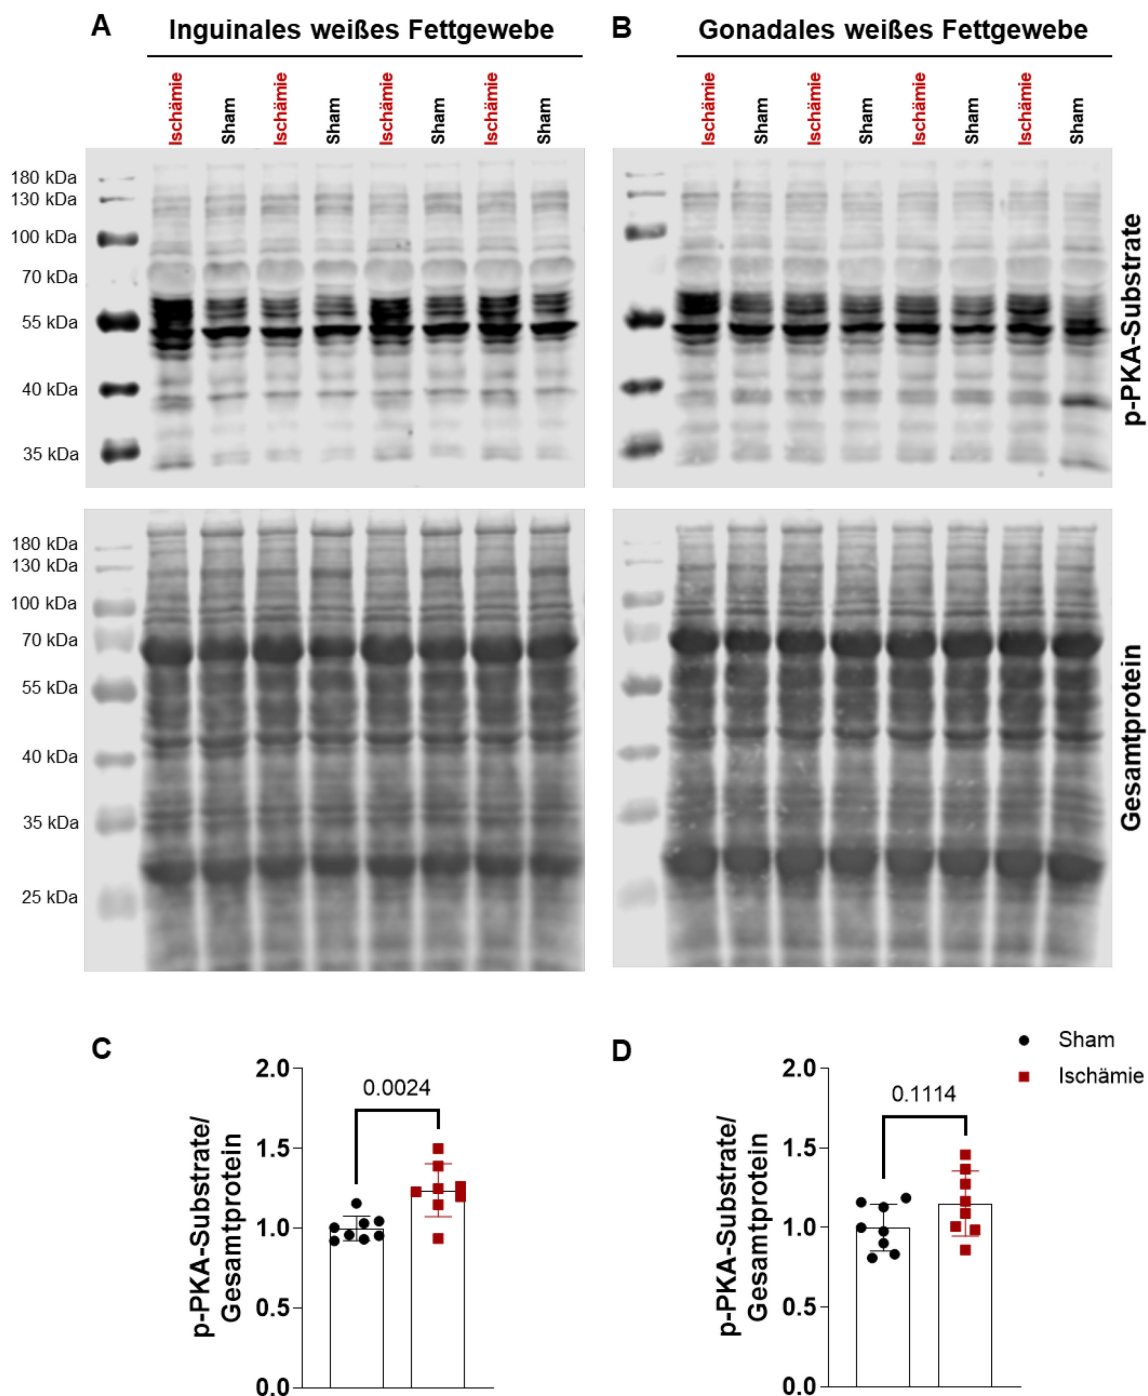 A
Inguinales weißes Fettgewebe
B
Gonadales weißes Fettgewebe
Ischämie
Sham
Ischämie
Sham
Ischämie
Sham
Ischämie
Sham
Ischämie
Sham
Ischämie
Sham
Ischämie
Sham
Ischämie
Sham
180 kDa
130 kDa
100 kDa
70 kDa
55 kDa
40 kDa
35 kDa
p-PKA-Substrate
180 kDa
130 kDa
100 kDa
70 kDa
55 kDa
40 kDa
35 kDa
25 kDa
Gesamtprotein
C
p-PKA-Substrate/
Gesamtprotein
2.0
1.5
1.0
0.5
0.0
0.0024
D
p-PKA-Substrate/
Gesamtprotein
2.0
1.5
1.0
0.5
0.0
0.1114
Sham
Ischämie